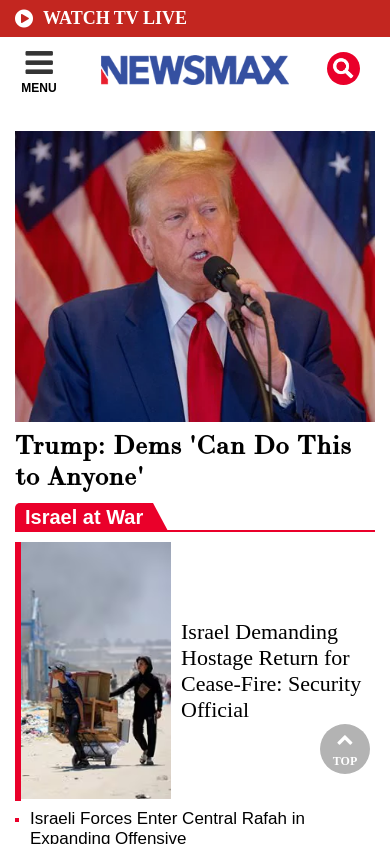 WATCH TV LIVE
MENU
NEWSMAX
Trump: Dems 'Can Do This
to Anyone'
Israel at War
Israel Demanding
Hostage Return for
Cease-Fire: Security
Official
TOP
Israeli Forces Enter Central Rafah in
Expanding Offensive